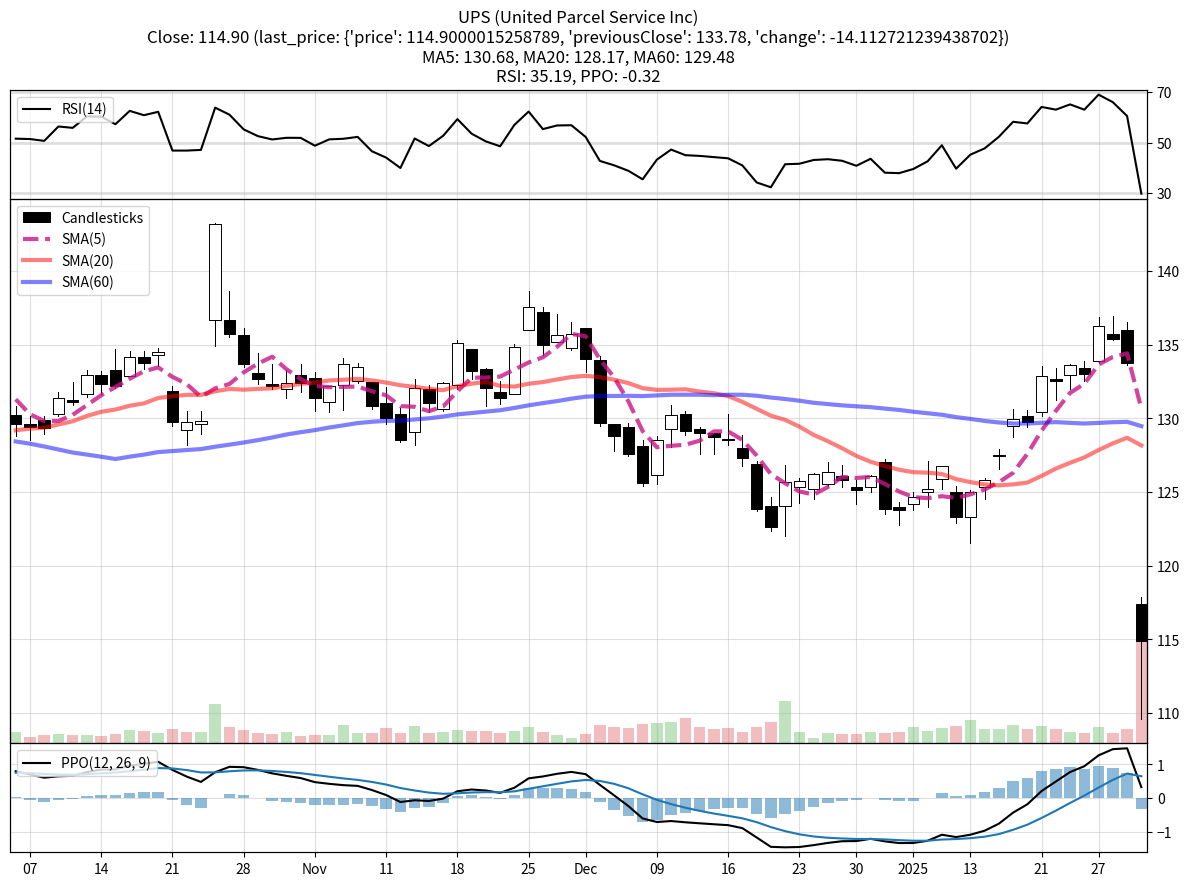 UPS (United Parcel Service Inc)
Close: 114.90 (last_price: {'price': 114.9000015258789, 'previousClose': 133.78, 'change': -14.112721239438702})
MA5: 130.68, MA20: 128.17, MA60: 129.48
RSI: 35.19, PPO: -0.32
RSI(14)
70
50
30
Candlesticks
SMA(5)
SMA(20)
SMA(60)
140
135
130
125
120
115
110
PPO(12, 26, 9)
1
0
−1
07 14 21 28 Nov 11 18 25 Dec 09 16 23 30 2025 13 21 27